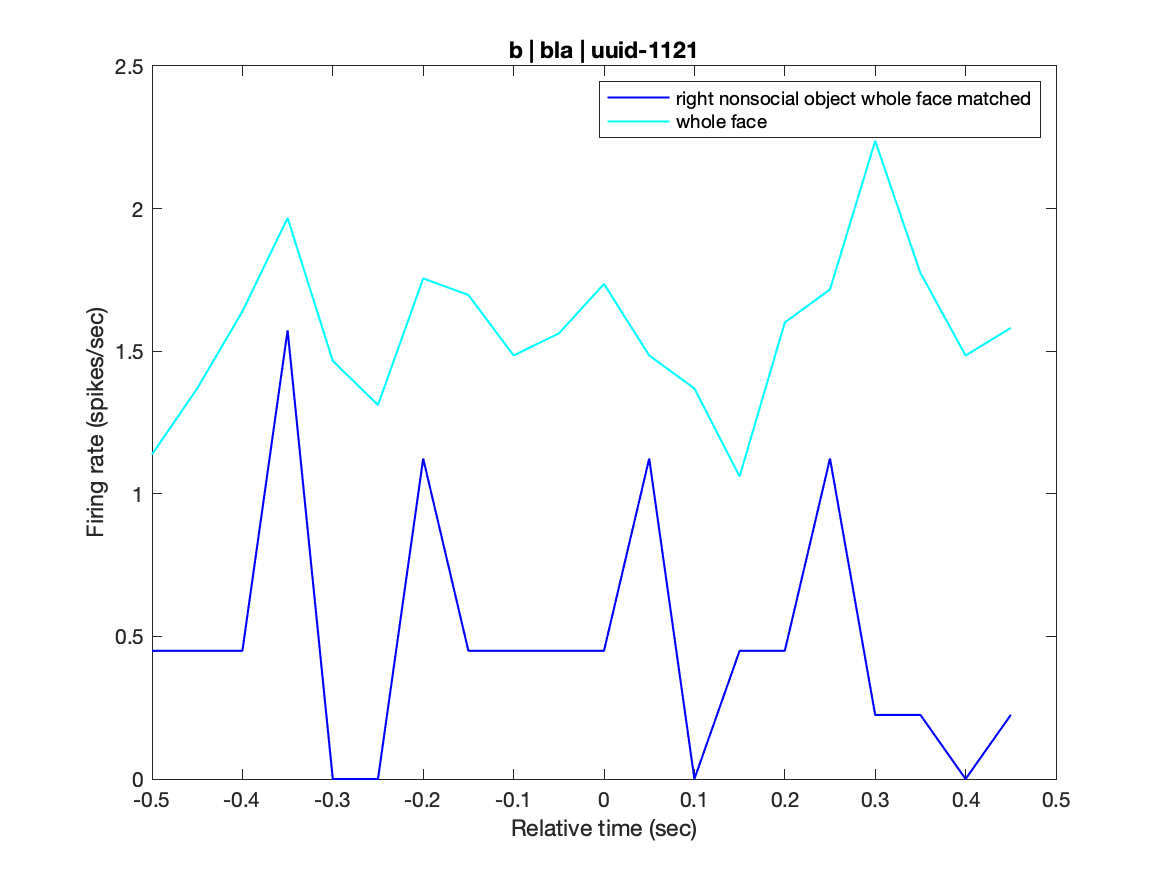 b | bla | uuid-1121
right nonsocial object whole face matched
whole face
2.5
2
1.5
1
0.5
0
Firing rate (spikes/sec)
-0.5 -0.4 -0.3 -0.2 -0.1 0 0.1 0.2 0.3 0.4 0.5
Relative time (sec)